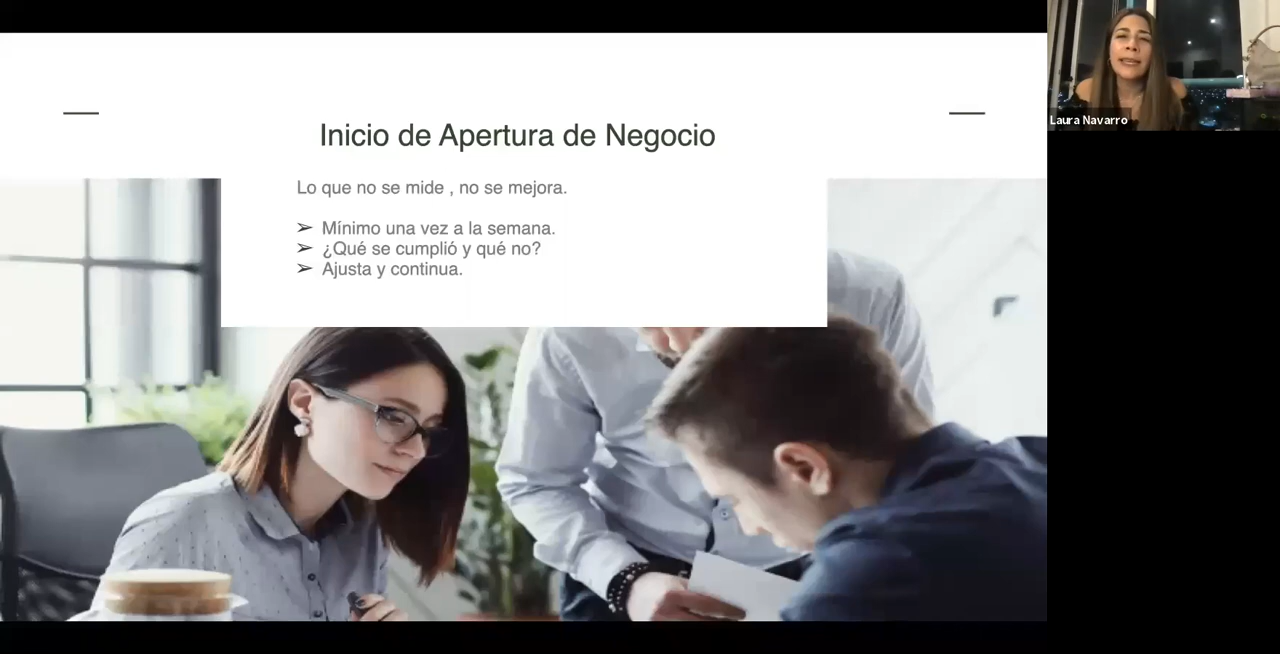 Inicio de Apertura de Negocio
Lo que no se mide , no se mejora.
➢ Mínimo una vez a la semana.
➢ ¿Qué se cumplió y qué no?
➢ Ajusta y continua.
Laura Navarro